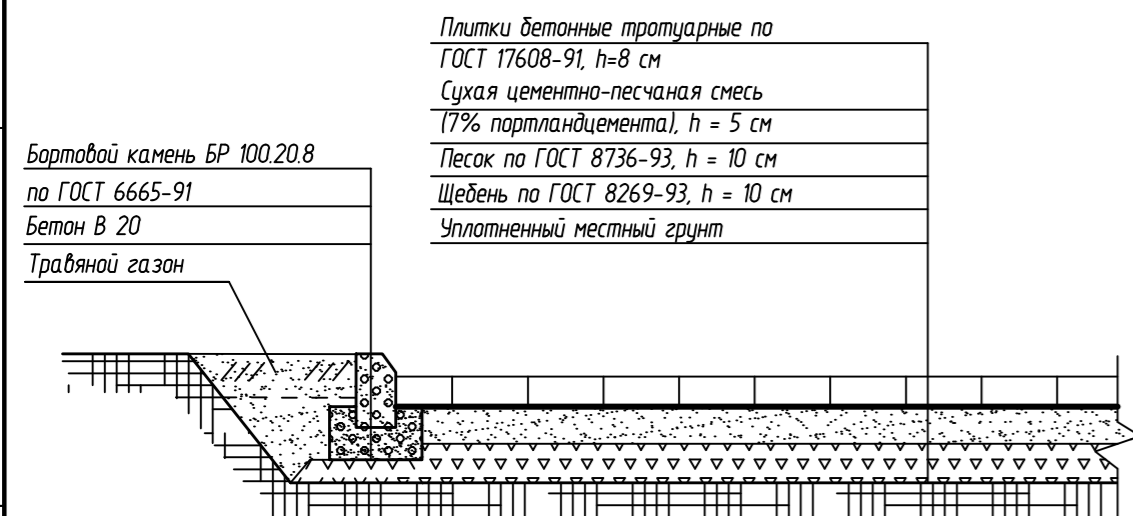 Плитки бетонные тротуарные по
ГОСТ 17608-91, h=8 см
Сухая цементно-песчаная смесь
(7% портландцемента), h = 5 см
Песок по ГОСТ 8736-93, h = 10 см
Щебень по ГОСТ 8269-93, h = 10 см
Уплотненный местный грунт
Бортовой камень БР 100.20.8
по ГОСТ 6665-91
Бетон В 20
Травяной газон